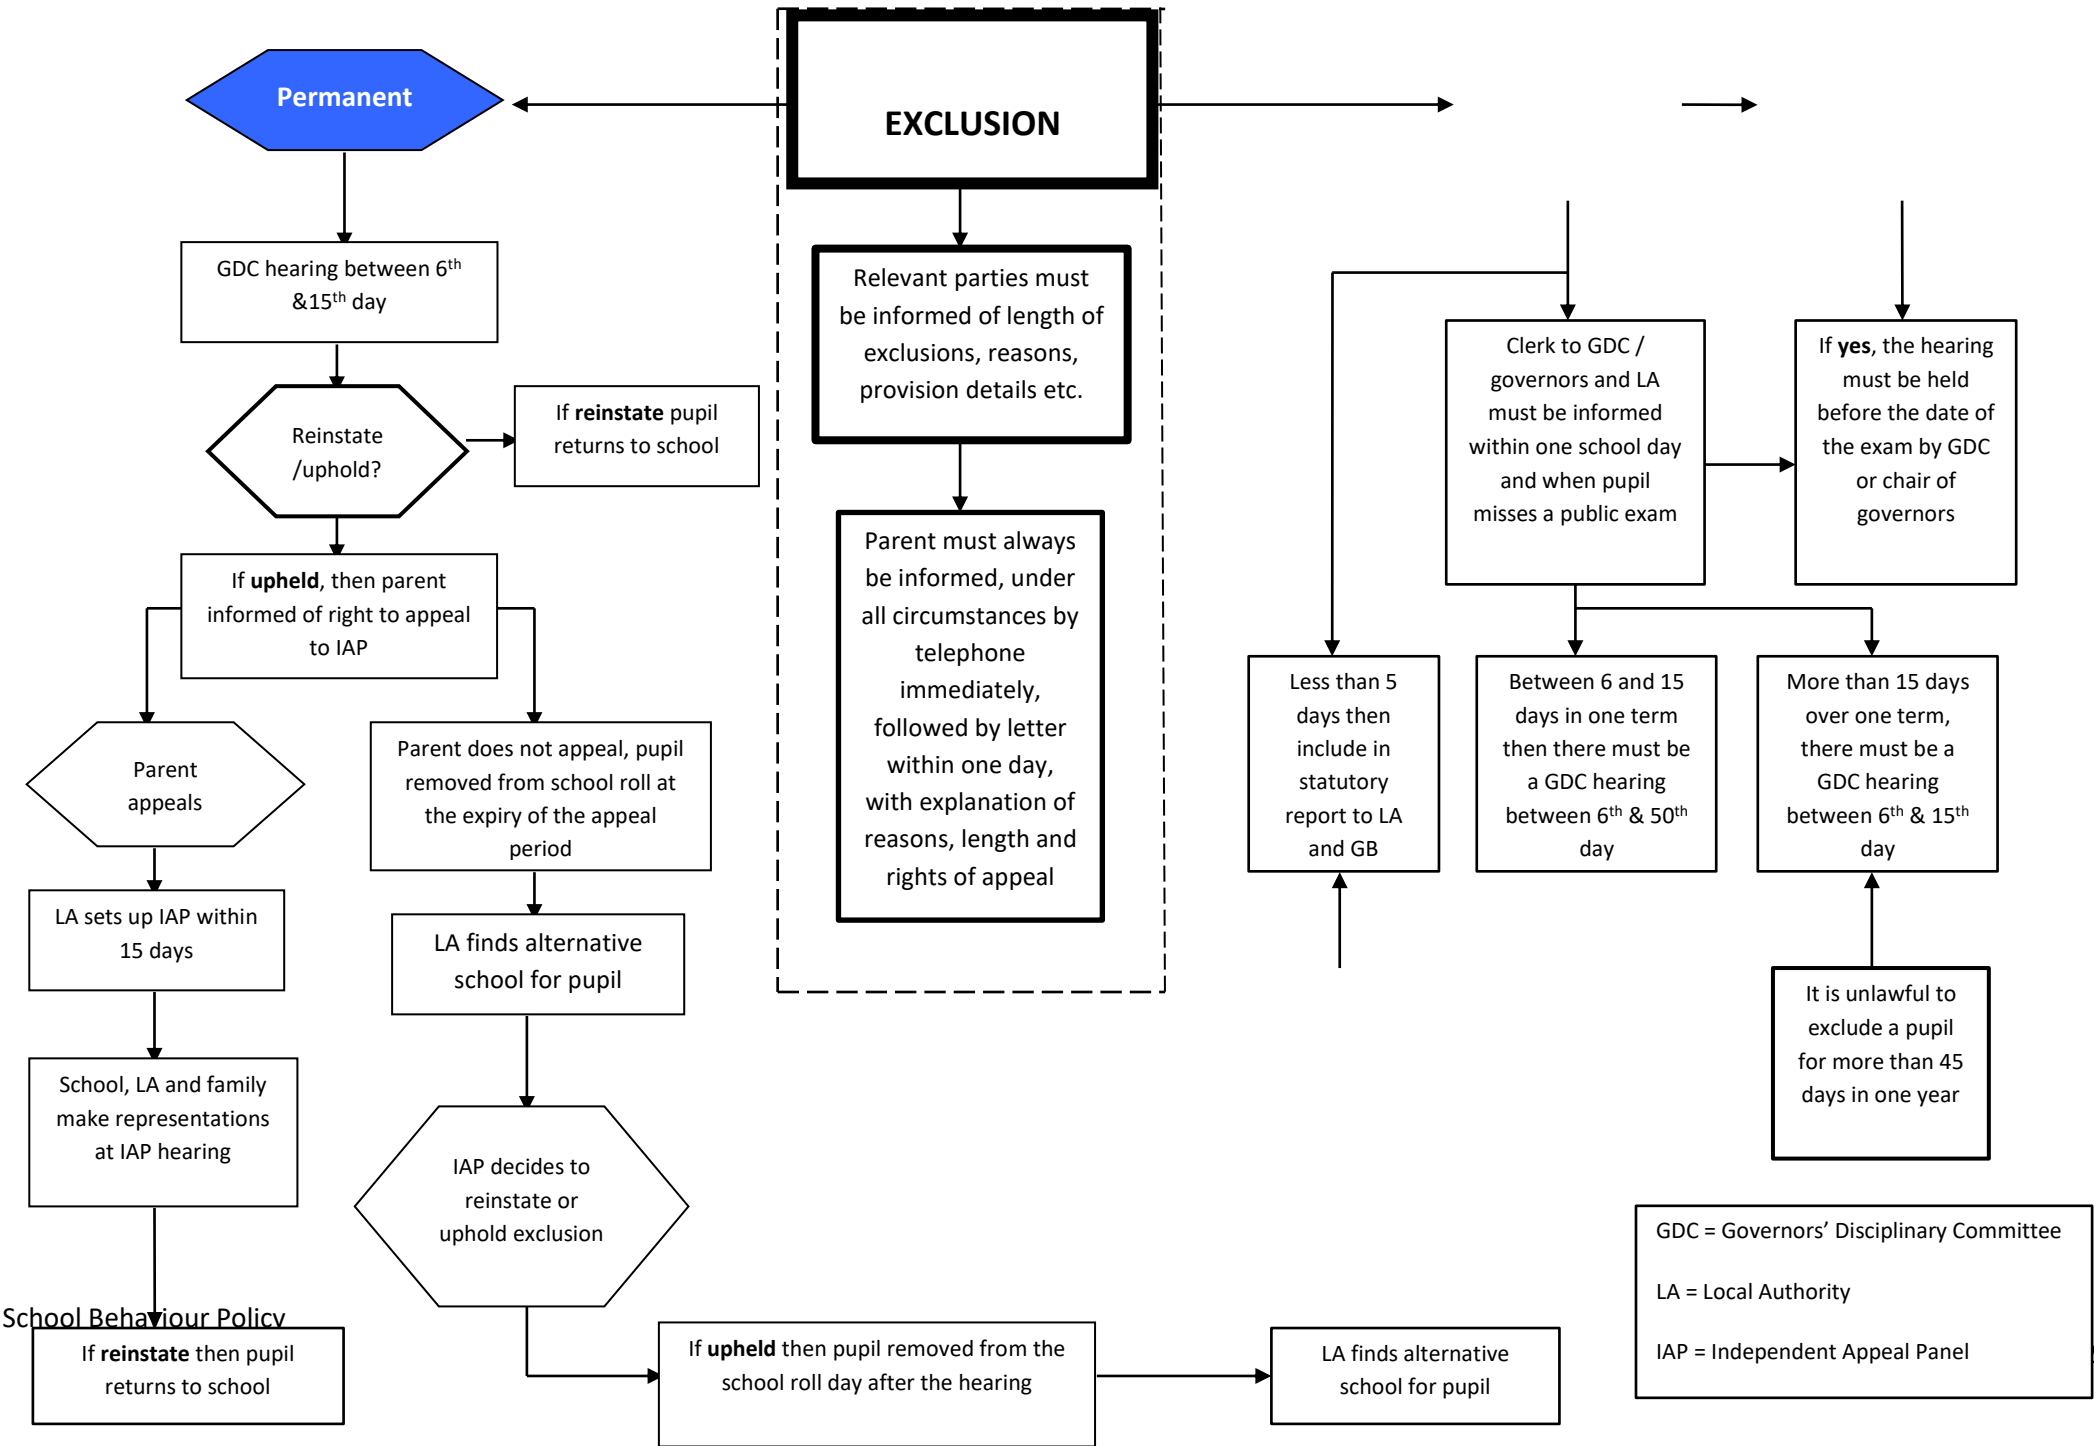 Permanent
EXCLUSION
GDC hearing between 6th
&15th day
Reinstate
/uphold?
If reinstate pupil
returns to school
If upheld, then parent
informed of right to appeal
to IAP
Parent
appeals
Parent does not appeal, pupil
removed from school roll at
the expiry of the appeal
period
LA sets up IAP within
15 days
LA finds alternative
school for pupil
School, LA and family
make representations
at IAP hearing
IAP decides to
reinstate or
uphold exclusion
School Behaviour Policy
If reinstate then pupil
returns to school
If upheld then pupil removed from the
school roll day after the hearing
LA finds alternative
school for pupil
Relevant parties must
be informed of length of
exclusions, reasons,
provision details etc.
Parent must always
be informed, under
all circumstances by
telephone
immediately,
followed by letter
within one day,
with explanation of
reasons, length and
rights of appeal
Clerk to GDC /
governors and LA
must be informed
within one school day
and when pupil
misses a public exam
If yes, the hearing
must be held
before the date of
the exam by GDC
or chair of
governors
Less than 5
days then
include in
statutory
report to LA
and GB
Between 6 and 15
days in one term
then there must be
a GDC hearing
between 6th & 50th
day
More than 15 days
over one term,
there must be a
GDC hearing
between 6th & 15th
day
It is unlawful to
exclude a pupil
for more than 45
days in one year
GDC = Governors’ Disciplinary Committee
LA = Local Authority
IAP = Independent Appeal Panel